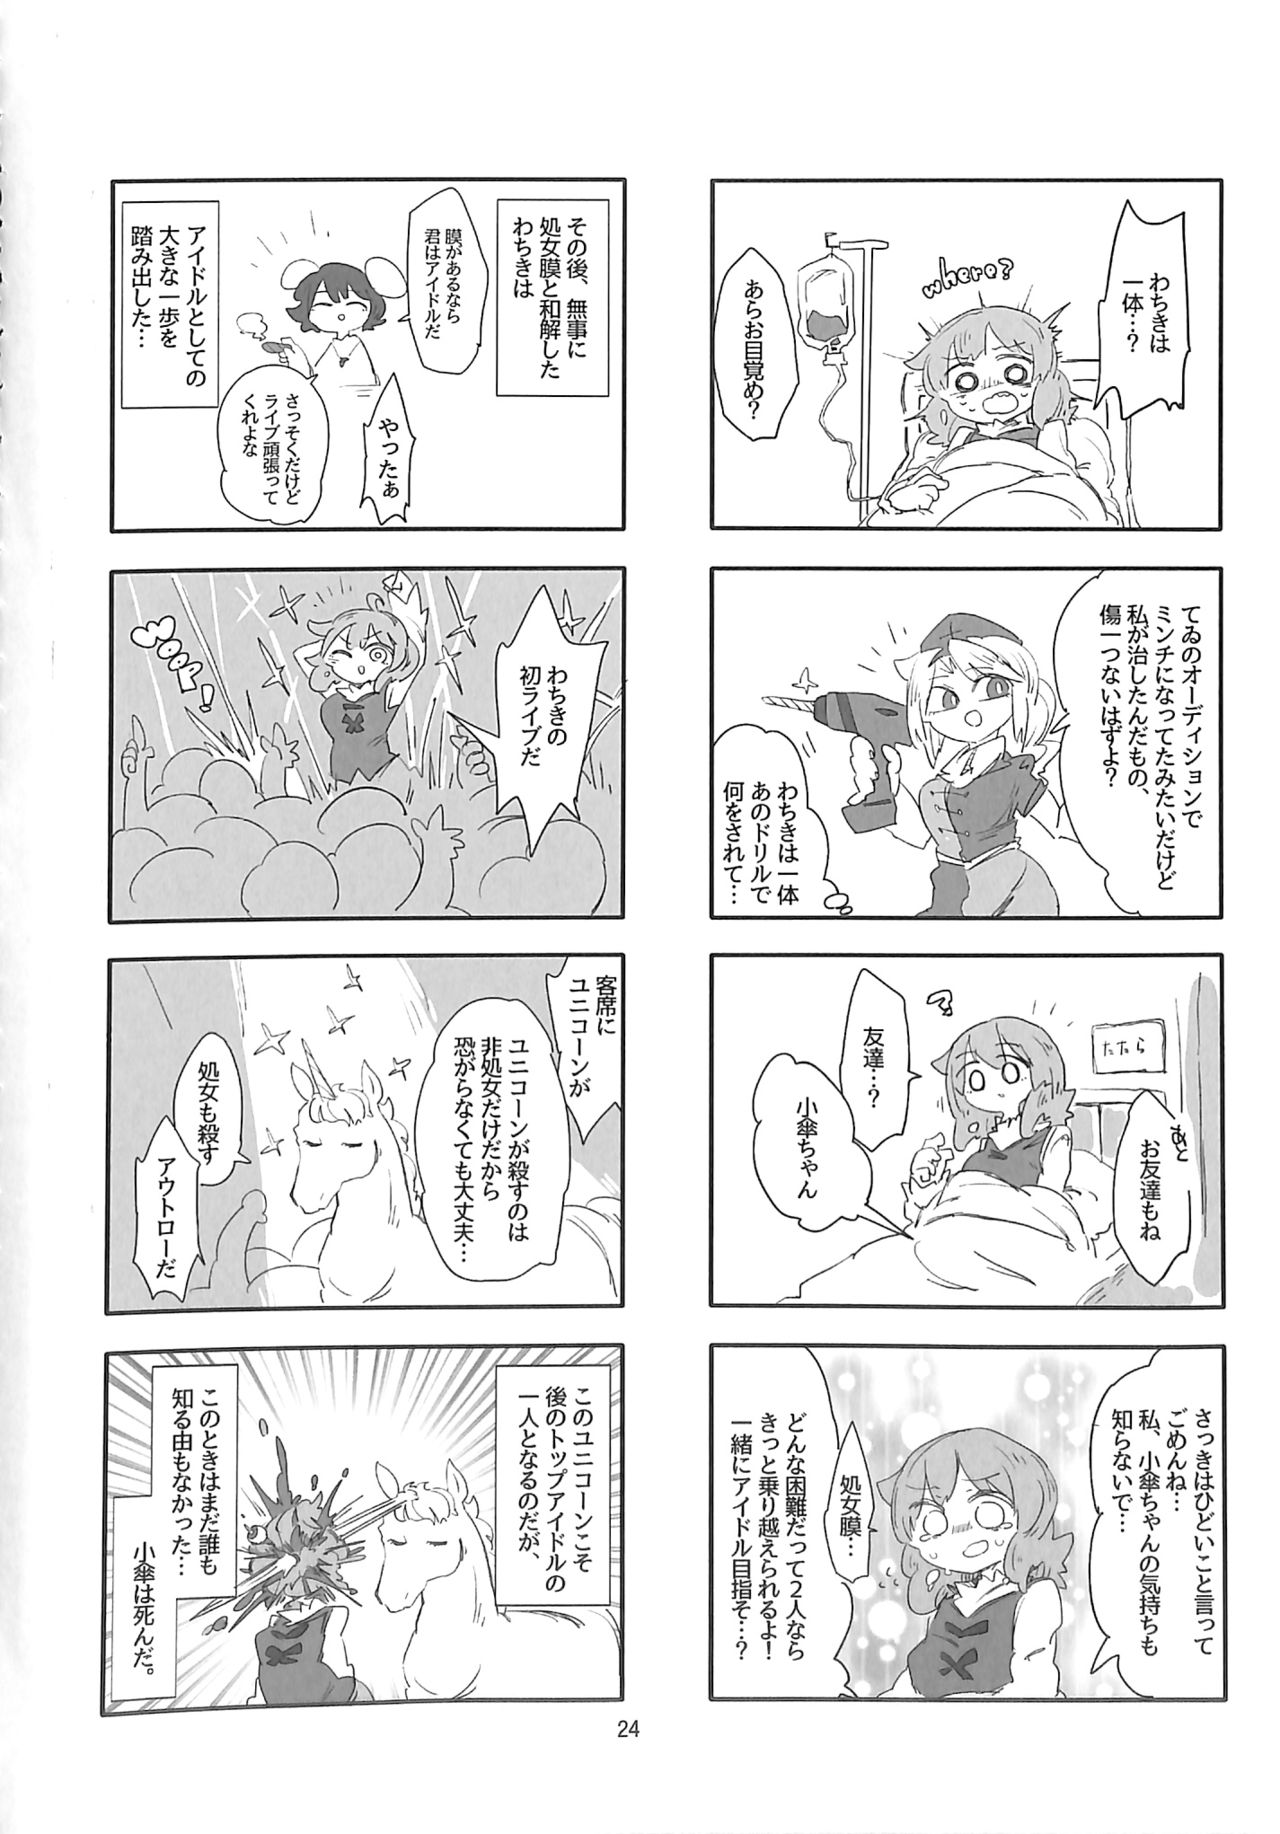 わちきは
一体…?
where?
あらお目覚め?
てゐのオーディションで
ミンチになってたみたいだけど
私が治したんだもの、
傷一つないはずよ?
わちきは一体
あのドリルで
何をされて…
たたら
あと
お友達もね
?
友達…?
小傘ちゃん
さっきはひどいこと言って
ごめんね…
私、小傘ちゃんの気持ちも
知らないで…
処女膜…
どんな困難だって2人なら
きっと乗り越えられるよ!
一緒にアイドル目指そ…?
その後、無事に
処女膜と和解した
わちきは
膜があるなら
君はアイドルだ
やったぁ
さっそくだけど
ライブ頑張って
くれよな
アイドルとしての
大きな一歩を
踏み出した…
わちきの
初ライブだ
WOOP!
客席に
ユニコーンが
ユニコーンが殺すのは
非処女だけだから
恐がらなくても大丈夫…
処女も殺す
アウトローだ
このユニコーンこそ
後のトップアイドルの
一人となるのだが、
このときはまだ誰も
知る由もなかった…
小傘は死んだ。
24